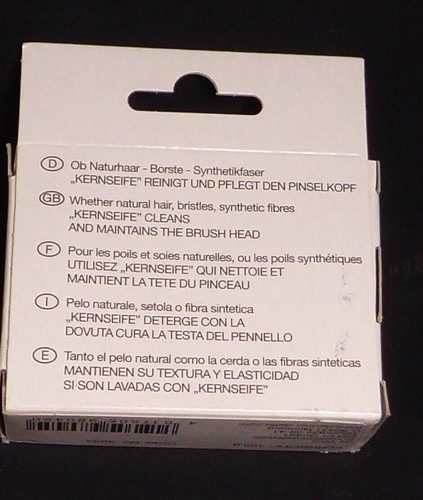 D Ob Naturhaar - Borste - Synthetikfaser
„KERNSEIFE” REINIGT UND PFLEGT DEN PINSELKOPF
GB Whether natural hair, bristles, synthetic fibres
„KERNSEIFE” CLEANS
AND MAINTAINS THE BRUSH HEAD
F Pour les poils et soies naturelles, ou les poils synthétiques
UTILISEZ „KERNSEIFE” QUI NETTOIE ET
MAINTIENT LA TETE DU PINCEAU
I Pelo naturale, setola o fibra sintetica
„KERNSEIFE” DETERGE CON LA
DOVUTA CURA LA TESTA DEL PENNELLO
E Tanto el pelo natural como la cerda o las fibras sinteticas
MANTIENEN SU TEXTURA Y ELASTICIDAD
SI SON LAVADAS CON „KERNSEIFE”